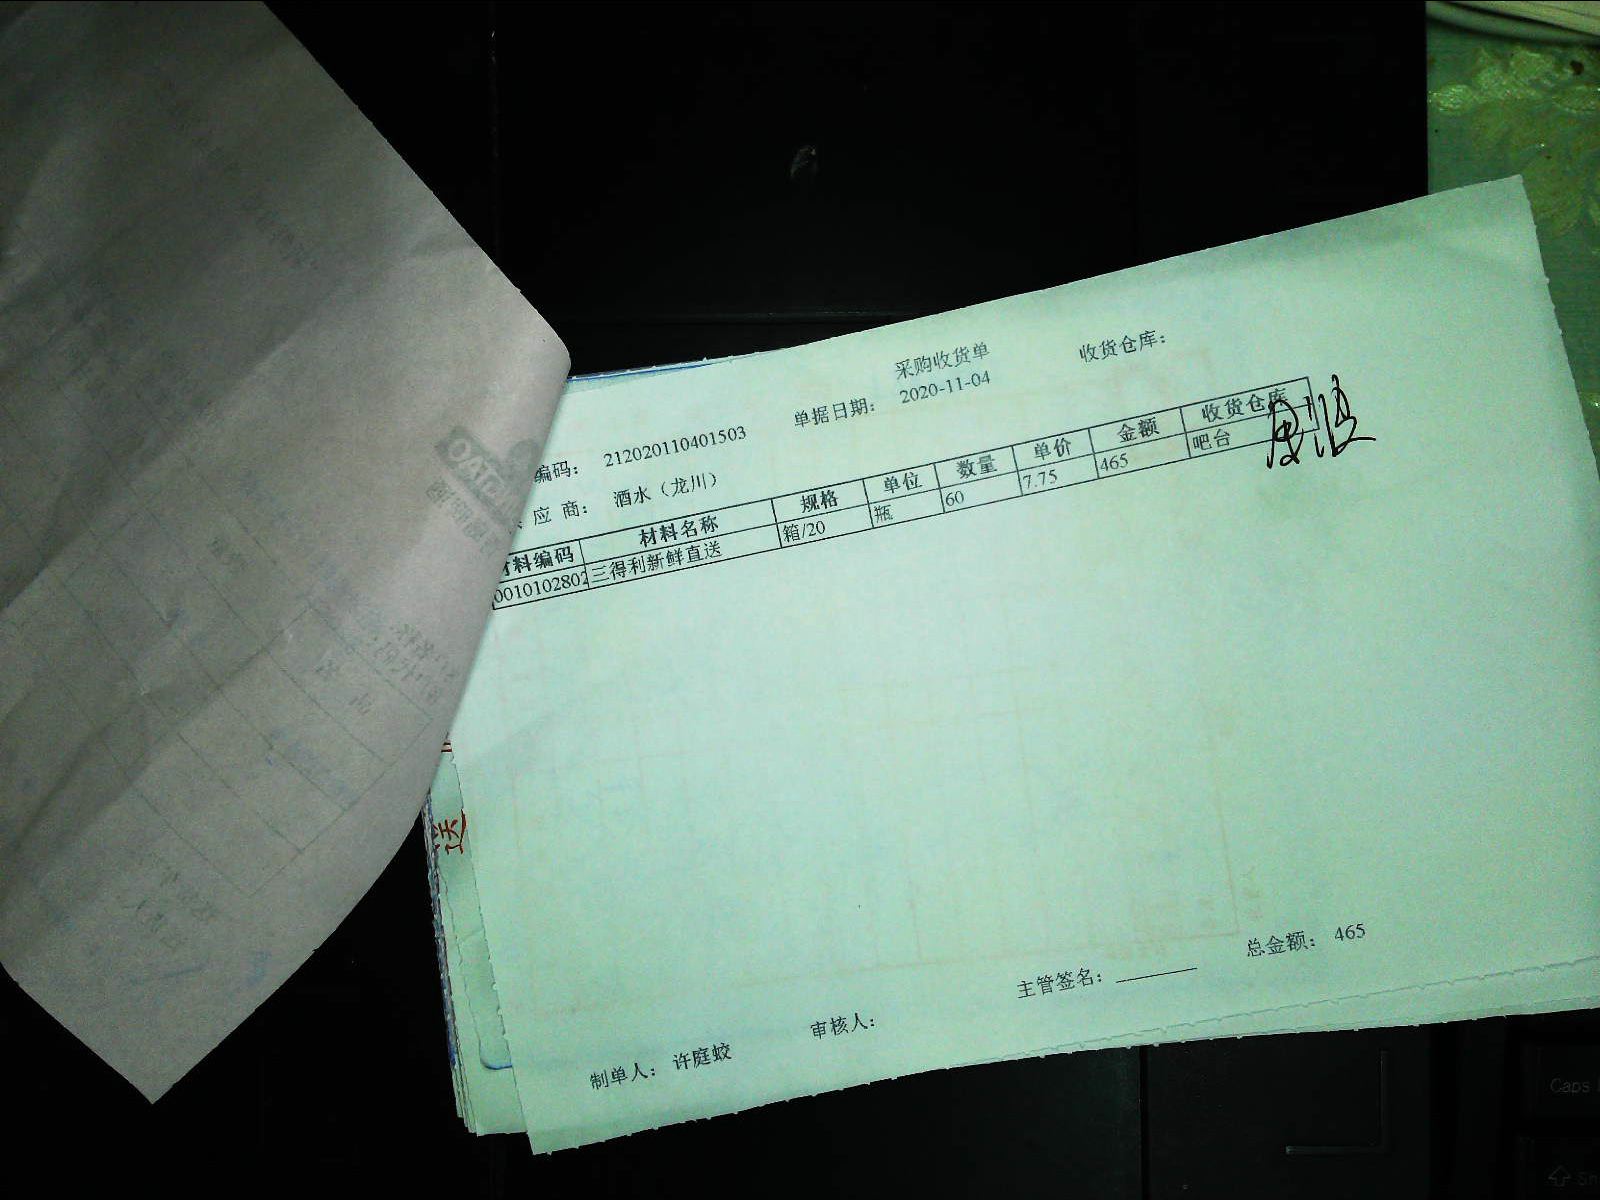 采购收货单
收货仓库：
编码： 212020110401503
单据日期： 2020-11-04
应 商： 酒水（龙川）
材料编码 材料名称 规格 单位 数量 单价 金额 收货仓库
0010102802 三得利新鲜直送 箱/20 瓶 60 7.75 465 吧台
总金额： 465
主管签名：
审核人：
制单人： 许庭蛟
送
Caps